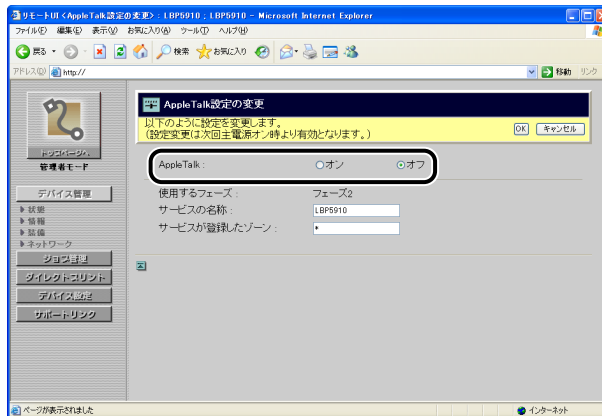 リモートUI <AppleTalk設定の変更> : LBP5910 ; LBP5910 - Microsoft Internet Explorer
ファイル(F) 編集(E) 表示(V) お気に入り(A) ツール(T) ヘルプ(H)
戻る 検索 お気に入り
アドレス(D) http:// 移動 リンク
AppleTalk設定の変更
以下のように設定を変更します。
(設定変更は次回主電源オン時より有効となります。)
OK キャンセル
トップページへ
管理者モード
AppleTalk : オン オフ
デバイス管理
使用するフェーズ : フェーズ2
状態
サービスの名称 : LBP5910
情報
サービスが登録したゾーン : *
装備
ネットワーク
ジョブ管理
ダイレクトプリント
デバイス設定
サポートリンク
ページが表示されました インターネット